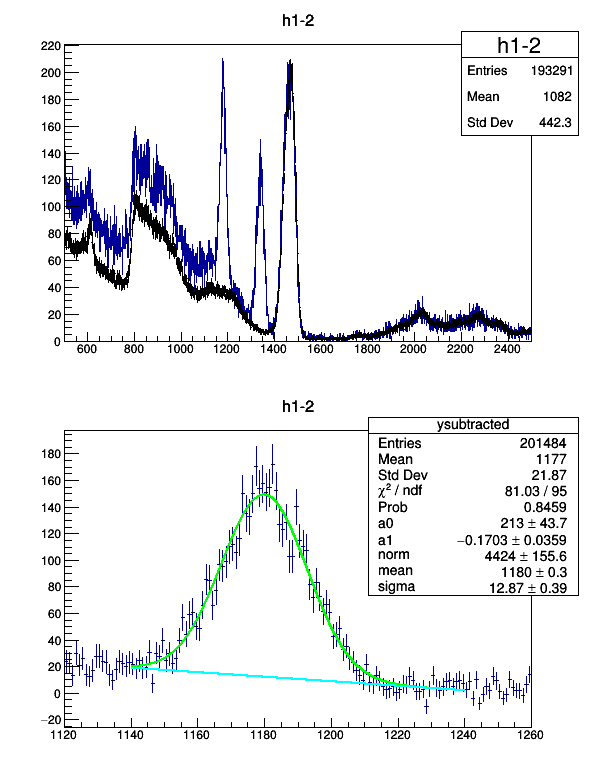 h1-2
h1-2
Entries 193291
Mean 1082
Std Dev 442.3
220
200
180
160
140
120
100
80
60
40
20
0
600 800 1000 1200 1400 1600 1800 2000 2200 2400
h1-2
ysubtracted
Entries 201484
Mean 1177
Std Dev 21.87
χ² / ndf 81.03 / 95
Prob 0.8459
a0 213 ± 43.7
a1 −0.1703 ± 0.0359
norm 4424 ± 155.6
mean 1180 ± 0.3
sigma 12.87 ± 0.39
180
160
140
120
100
80
60
40
20
0
−20
1120 1140 1160 1180 1200 1220 1240 1260